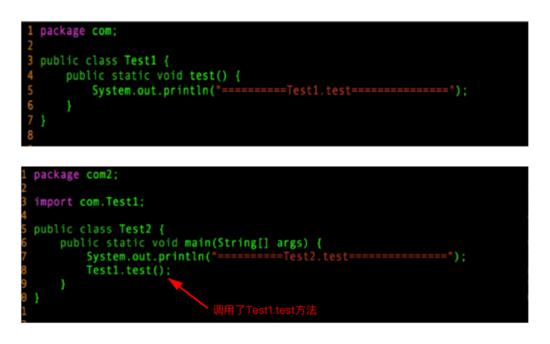 1 package com;
2
3 public class Test1 {
4     public static void test() {
5         System.out.println("==========Test1.test===============");
6     }
7 }
8
1 package com2;
2
3 import com.Test1;
4
5 public class Test2 {
6     public static void main(String[] args) {
7         System.out.println("==========Test2.test===============");
8         Test1.test();
9     }
0 }
1
调用了Test1.test方法